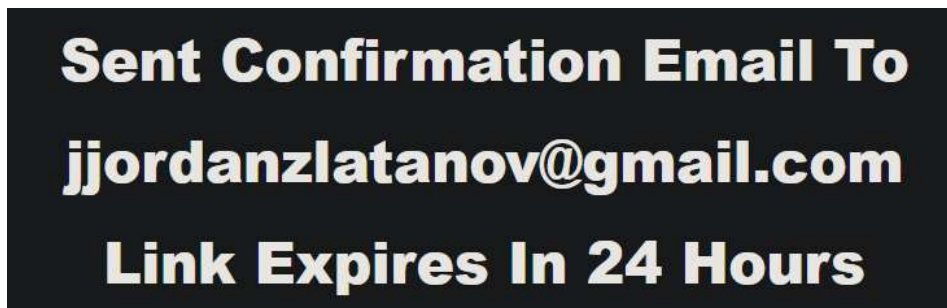 Sent Confirmation Email To
jjordanzlatanov@gmail.com
Link Expires In 24 Hours